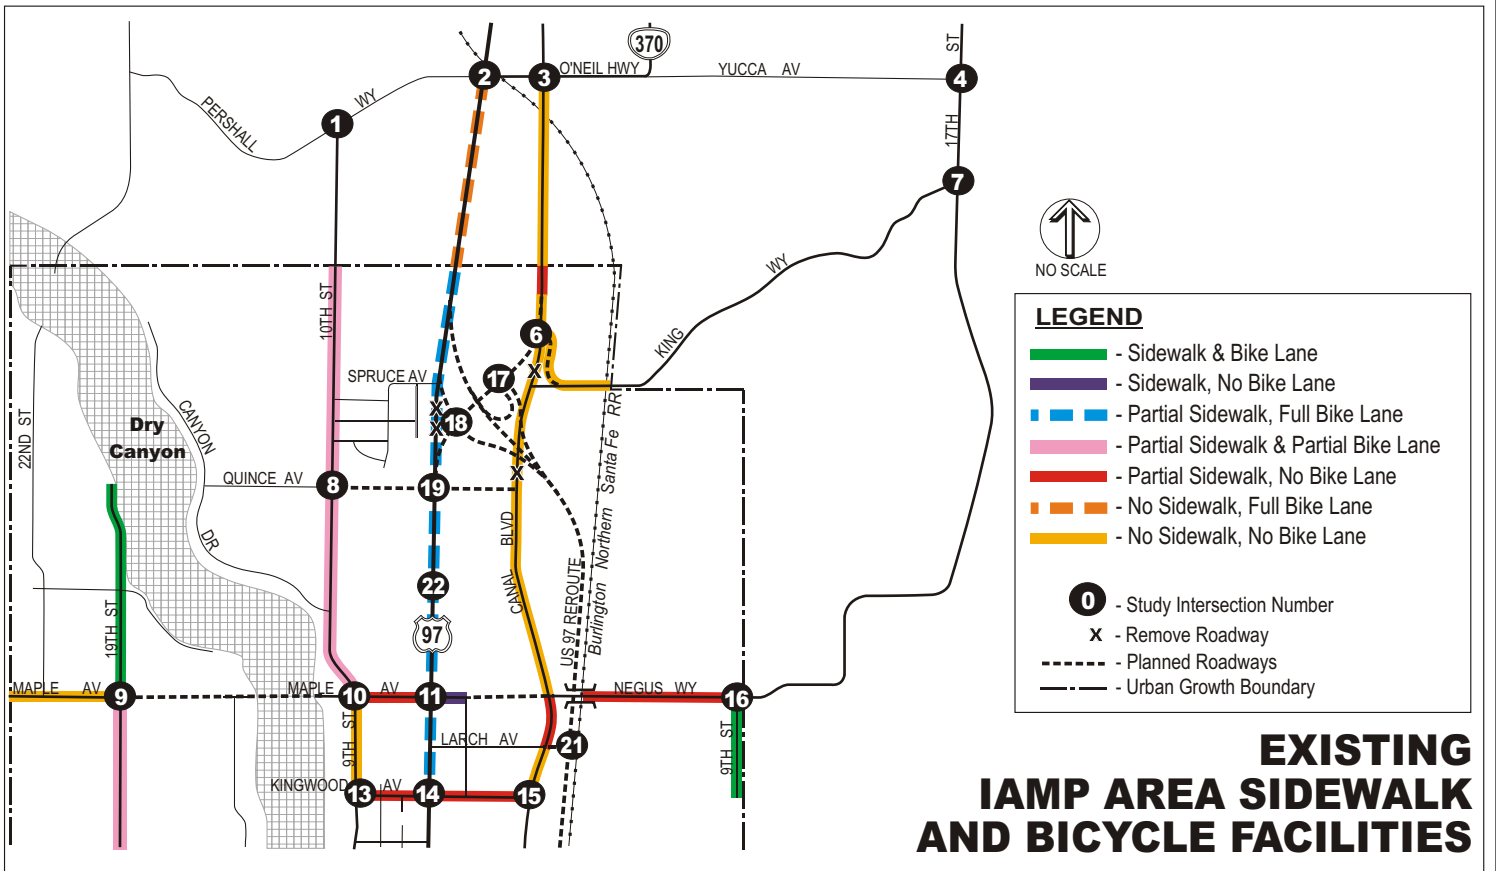 370
2
3
O'NEIL HWY
YUCCA AV
4
ST
17TH
PERSHALL
WY
1
7
NO SCALE
10TH ST
6
KING
WY
SPRUCE AV
17
X
X
X
18
22ND ST
Dry
Canyon
CANYON
DR
QUINCE AV
8
19
X
BLVD
CANAL
Burlington Northern Santa Fe RR
US 97 REROUTE
22
97
19TH ST
MAPLE AV
9
MAPLE AV
10
11
NEGUS WY
16
9TH ST
LARCH AV
21
9TH ST
KINGWOOD AV
13
14
15
LEGEND
- Sidewalk & Bike Lane
- Sidewalk, No Bike Lane
- Partial Sidewalk, Full Bike Lane
- Partial Sidewalk & Partial Bike Lane
- Partial Sidewalk, No Bike Lane
- No Sidewalk, Full Bike Lane
- No Sidewalk, No Bike Lane
0 - Study Intersection Number
X - Remove Roadway
- Planned Roadways
- Urban Growth Boundary
EXISTING
IAMP AREA SIDEWALK
AND BICYCLE FACILITIES